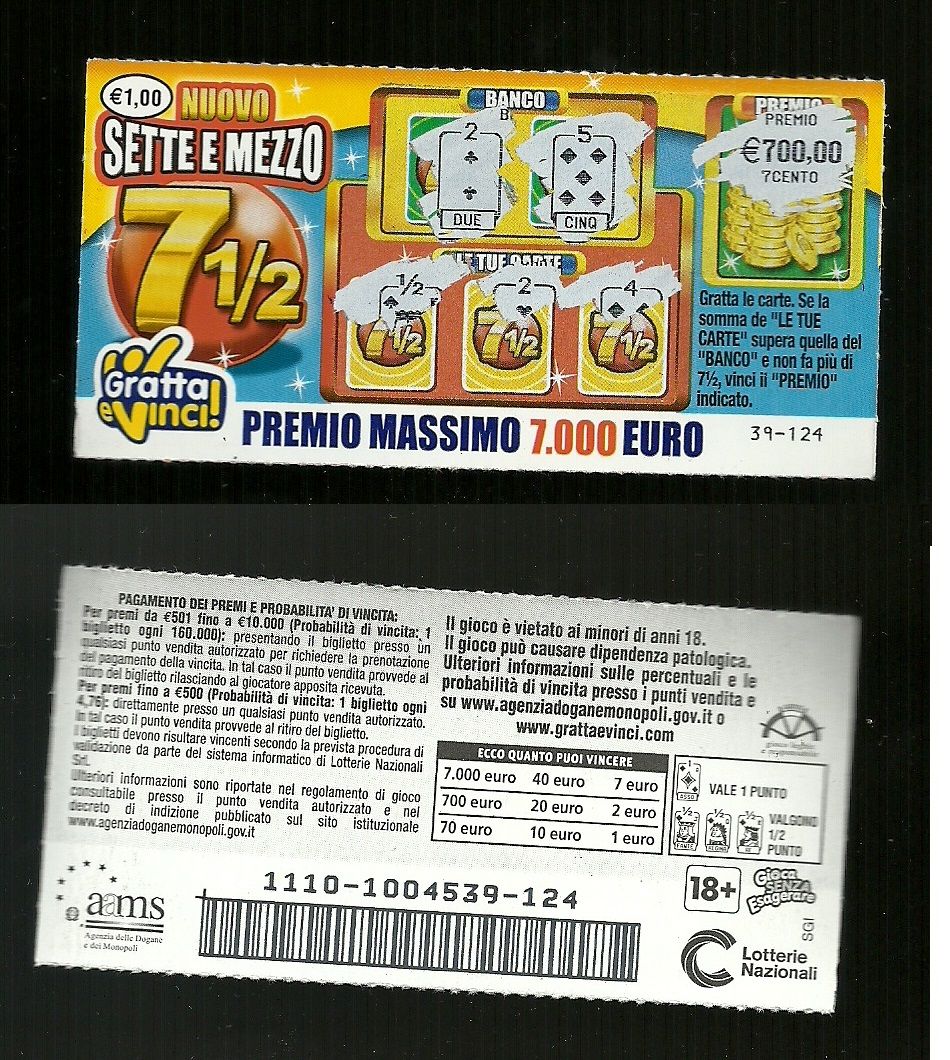 €1,00
NUOVO
SETTE E MEZZO
7 1/2
Gratta
e vinci!
BANCO
B
2
DUE
5
CINQ
LE TUE CARTE
1/2
2
4
7 1/2
7 1/2
7 1/2
PREMIO
PREMIO
€700,00
7CENTO
Gratta le carte. Se la
somma de "LE TUE
CARTE" supera quella del
"BANCO" e non fa più di
7½, vinci il "PREMIO"
indicato.
PREMIO MASSIMO 7.000 EURO
39-124
PAGAMENTO DEI PREMI E PROBABILITA' DI VINCITA:
Per premi da €501 fino a €10.000 (Probabilità di vincita: 1
biglietto ogni 160.000): presentando il biglietto presso un
qualsiasi punto vendita autorizzato per richiedere la prenotazione
del pagamento della vincita. In tal caso il punto vendita provvede al
ritiro del biglietto rilasciando al giocatore apposita ricevuta.
Per premi fino a €500 (Probabilità di vincita: 1 biglietto ogni
4,76): direttamente presso un qualsiasi punto vendita autorizzato.
In tal caso il punto vendita provvede al ritiro del biglietto.
I biglietti devono risultare vincenti secondo la prevista procedura di
validazione da parte del sistema informatico di Lotterie Nazionali
Srl.
Ulteriori informazioni sono riportate nel regolamento di gioco
consultabile presso il punto vendita autorizzato e nel
decreto di indizione pubblicato sul sito istituzionale
www.agenziadoganemonopoli.gov.it
Il gioco è vietato ai minori di anni 18.
Il gioco può causare dipendenza patologica.
Ulteriori informazioni sulle percentuali e le
probabilità di vincita presso i punti vendita e
su www.agenziadoganemonopoli.gov.it o
www.grattaevinci.com
ECCO QUANTO PUOI VINCERE
7.000 euro 40 euro 7 euro
700 euro 20 euro 2 euro
70 euro 10 euro 1 euro
1
ASSO
VALE 1 PUNTO
½ ½ ½
FANTE REGINA RE
VALGONO
1/2
PUNTO
aams
Agenzia delle Dogane
e dei Monopoli
1110-1004539-124
18+
Gioca
SENZA
Esagerare
SGI
Lotterie
Nazionali